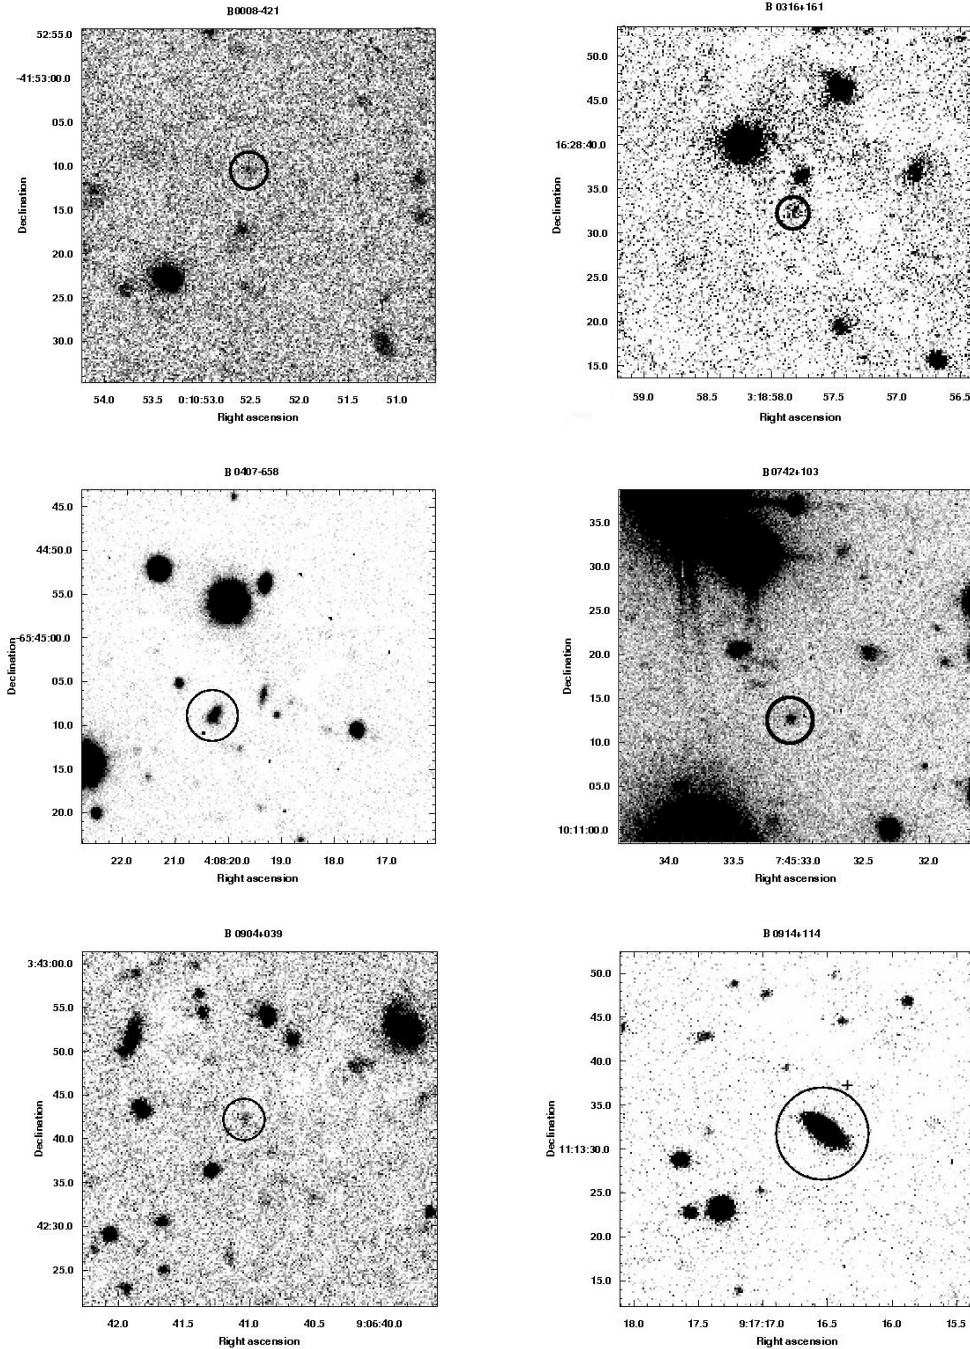 B0008-421
52:55.0
-41:53:00.0
05.0
10.0
15.0
20.0
25.0
30.0
Declination
54.0 53.5 0:10:53.0 52.5 52.0 51.5 51.0
Right ascension
B 0316+161
50.0
45.0
16:28:40.0
35.0
30.0
25.0
20.0
15.0
Declination
59.0 58.5 3:18:58.0 57.5 57.0 56.5
Right ascension
B 0407-658
45.0
44:50.0
55.0
-65:45:00.0
05.0
10.0
15.0
20.0
Declination
22.0 21.0 4:08:20.0 19.0 18.0 17.0
Right ascension
B 0742+103
35.0
30.0
25.0
20.0
15.0
10.0
05.0
10:11:00.0
Declination
34.0 33.5 7:45:33.0 32.5 32.0
Right ascension
B 0904+039
3:43:00.0
55.0
50.0
45.0
40.0
35.0
42:30.0
25.0
Declination
42.0 41.5 41.0 40.5 9:06:40.0
Right ascension
B 0914+114
50.0
45.0
40.0
35.0
11:13:30.0
25.0
20.0
15.0
Declination
18.0 17.5 9:17:17.0 16.5 16.0 15.5
Right ascension